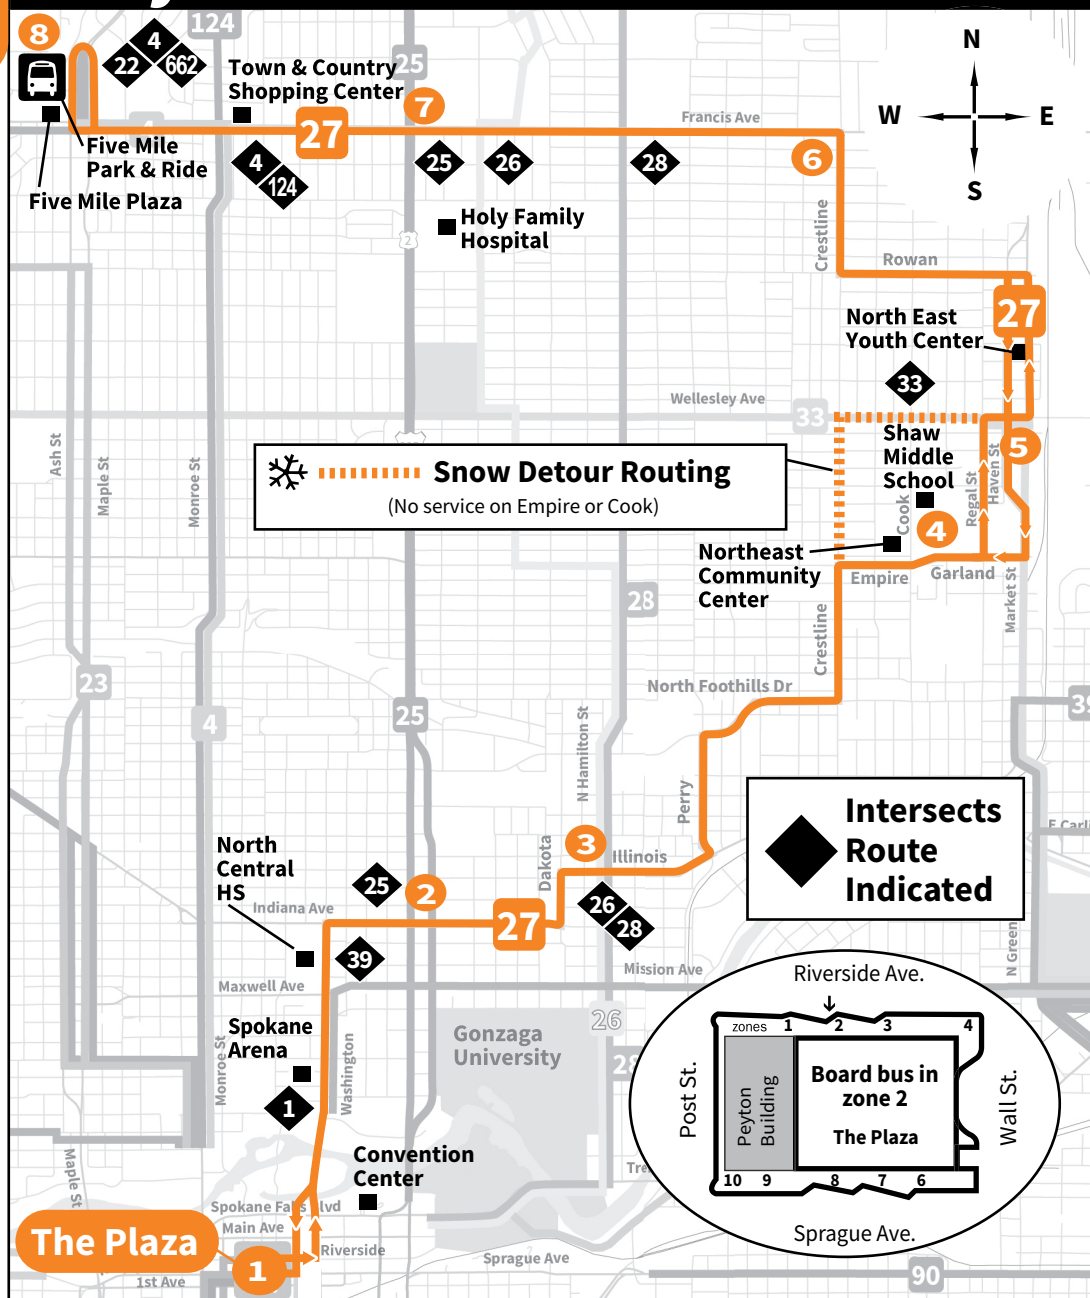 8
4
22
662
124
Town & Country
Shopping Center
25
7
4
27
Francis Ave
6
N
W
E
S
Five Mile
Park & Ride
Five Mile Plaza
4
124
25
26
28
Holy Family
Hospital
2
Crestline
Rowan
27
North East
Youth Center
33
Wellesley Ave
33
Shaw
Middle
School
5
Ash St
Maple St
Monroe St
Snow Detour Routing
(No service on Empire or Cook)
Cook
Regal St
Haven St
4
Northeast
Community
Center
Empire
Garland
Market St
28
Crestline
23
4
25
North Foothills Dr
39
N Hamilton St
Perry
Intersects
Route
Indicated
North
Central
HS
25
2
Dakota
3
Illinois
Indiana Ave
27
26
28
39
Maxwell Ave
Mission Ave
N Green
Spokane
Arena
Monroe St
Washington
1
Gonzaga
University
26
28
Riverside Ave.
zones
1
2
3
4
Post St.
Peyton
Building
Board bus in
zone 2
The Plaza
Wall St.
10
9
8
7
6
Sprague Ave.
Convention
Center
Maple St
Spokane Falls Blvd
Main Ave
The Plaza
1
Riverside
1st Ave
Sprague Ave
90